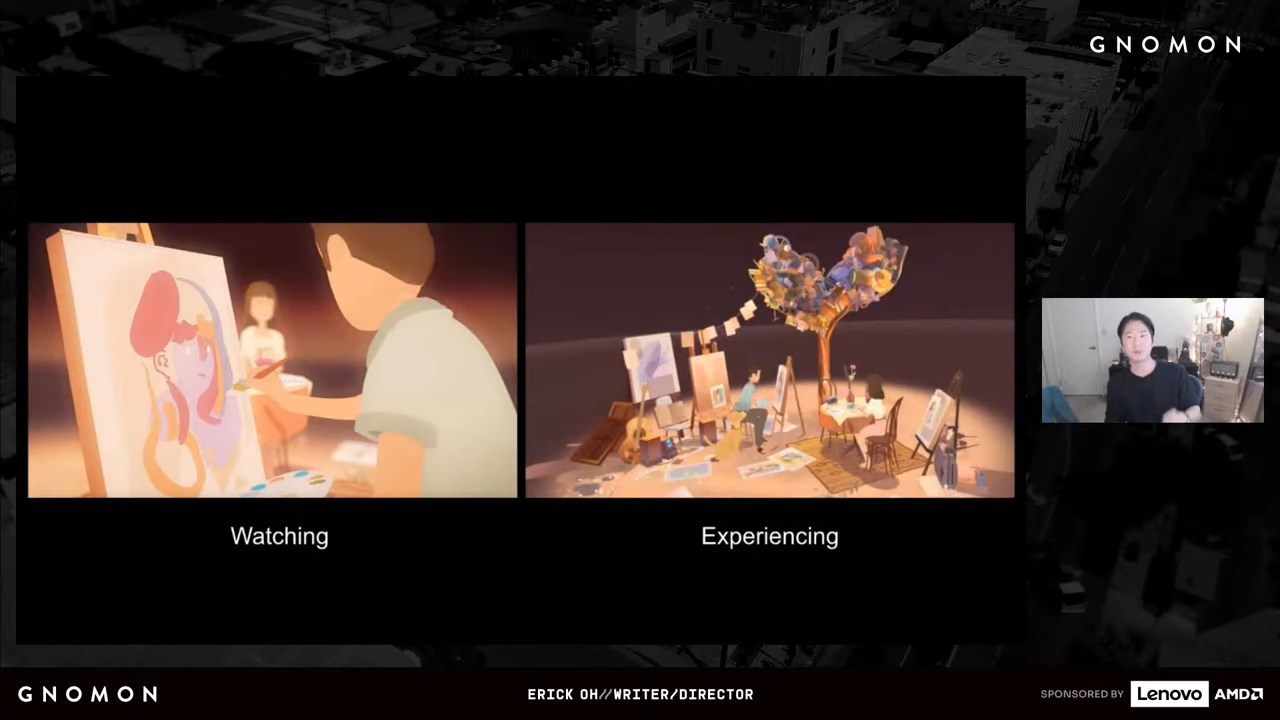 GNOMON
Watching
Experiencing
GNOMON
ERICK OH//WRITER/DIRECTOR
SPONSORED BY Lenovo AMD